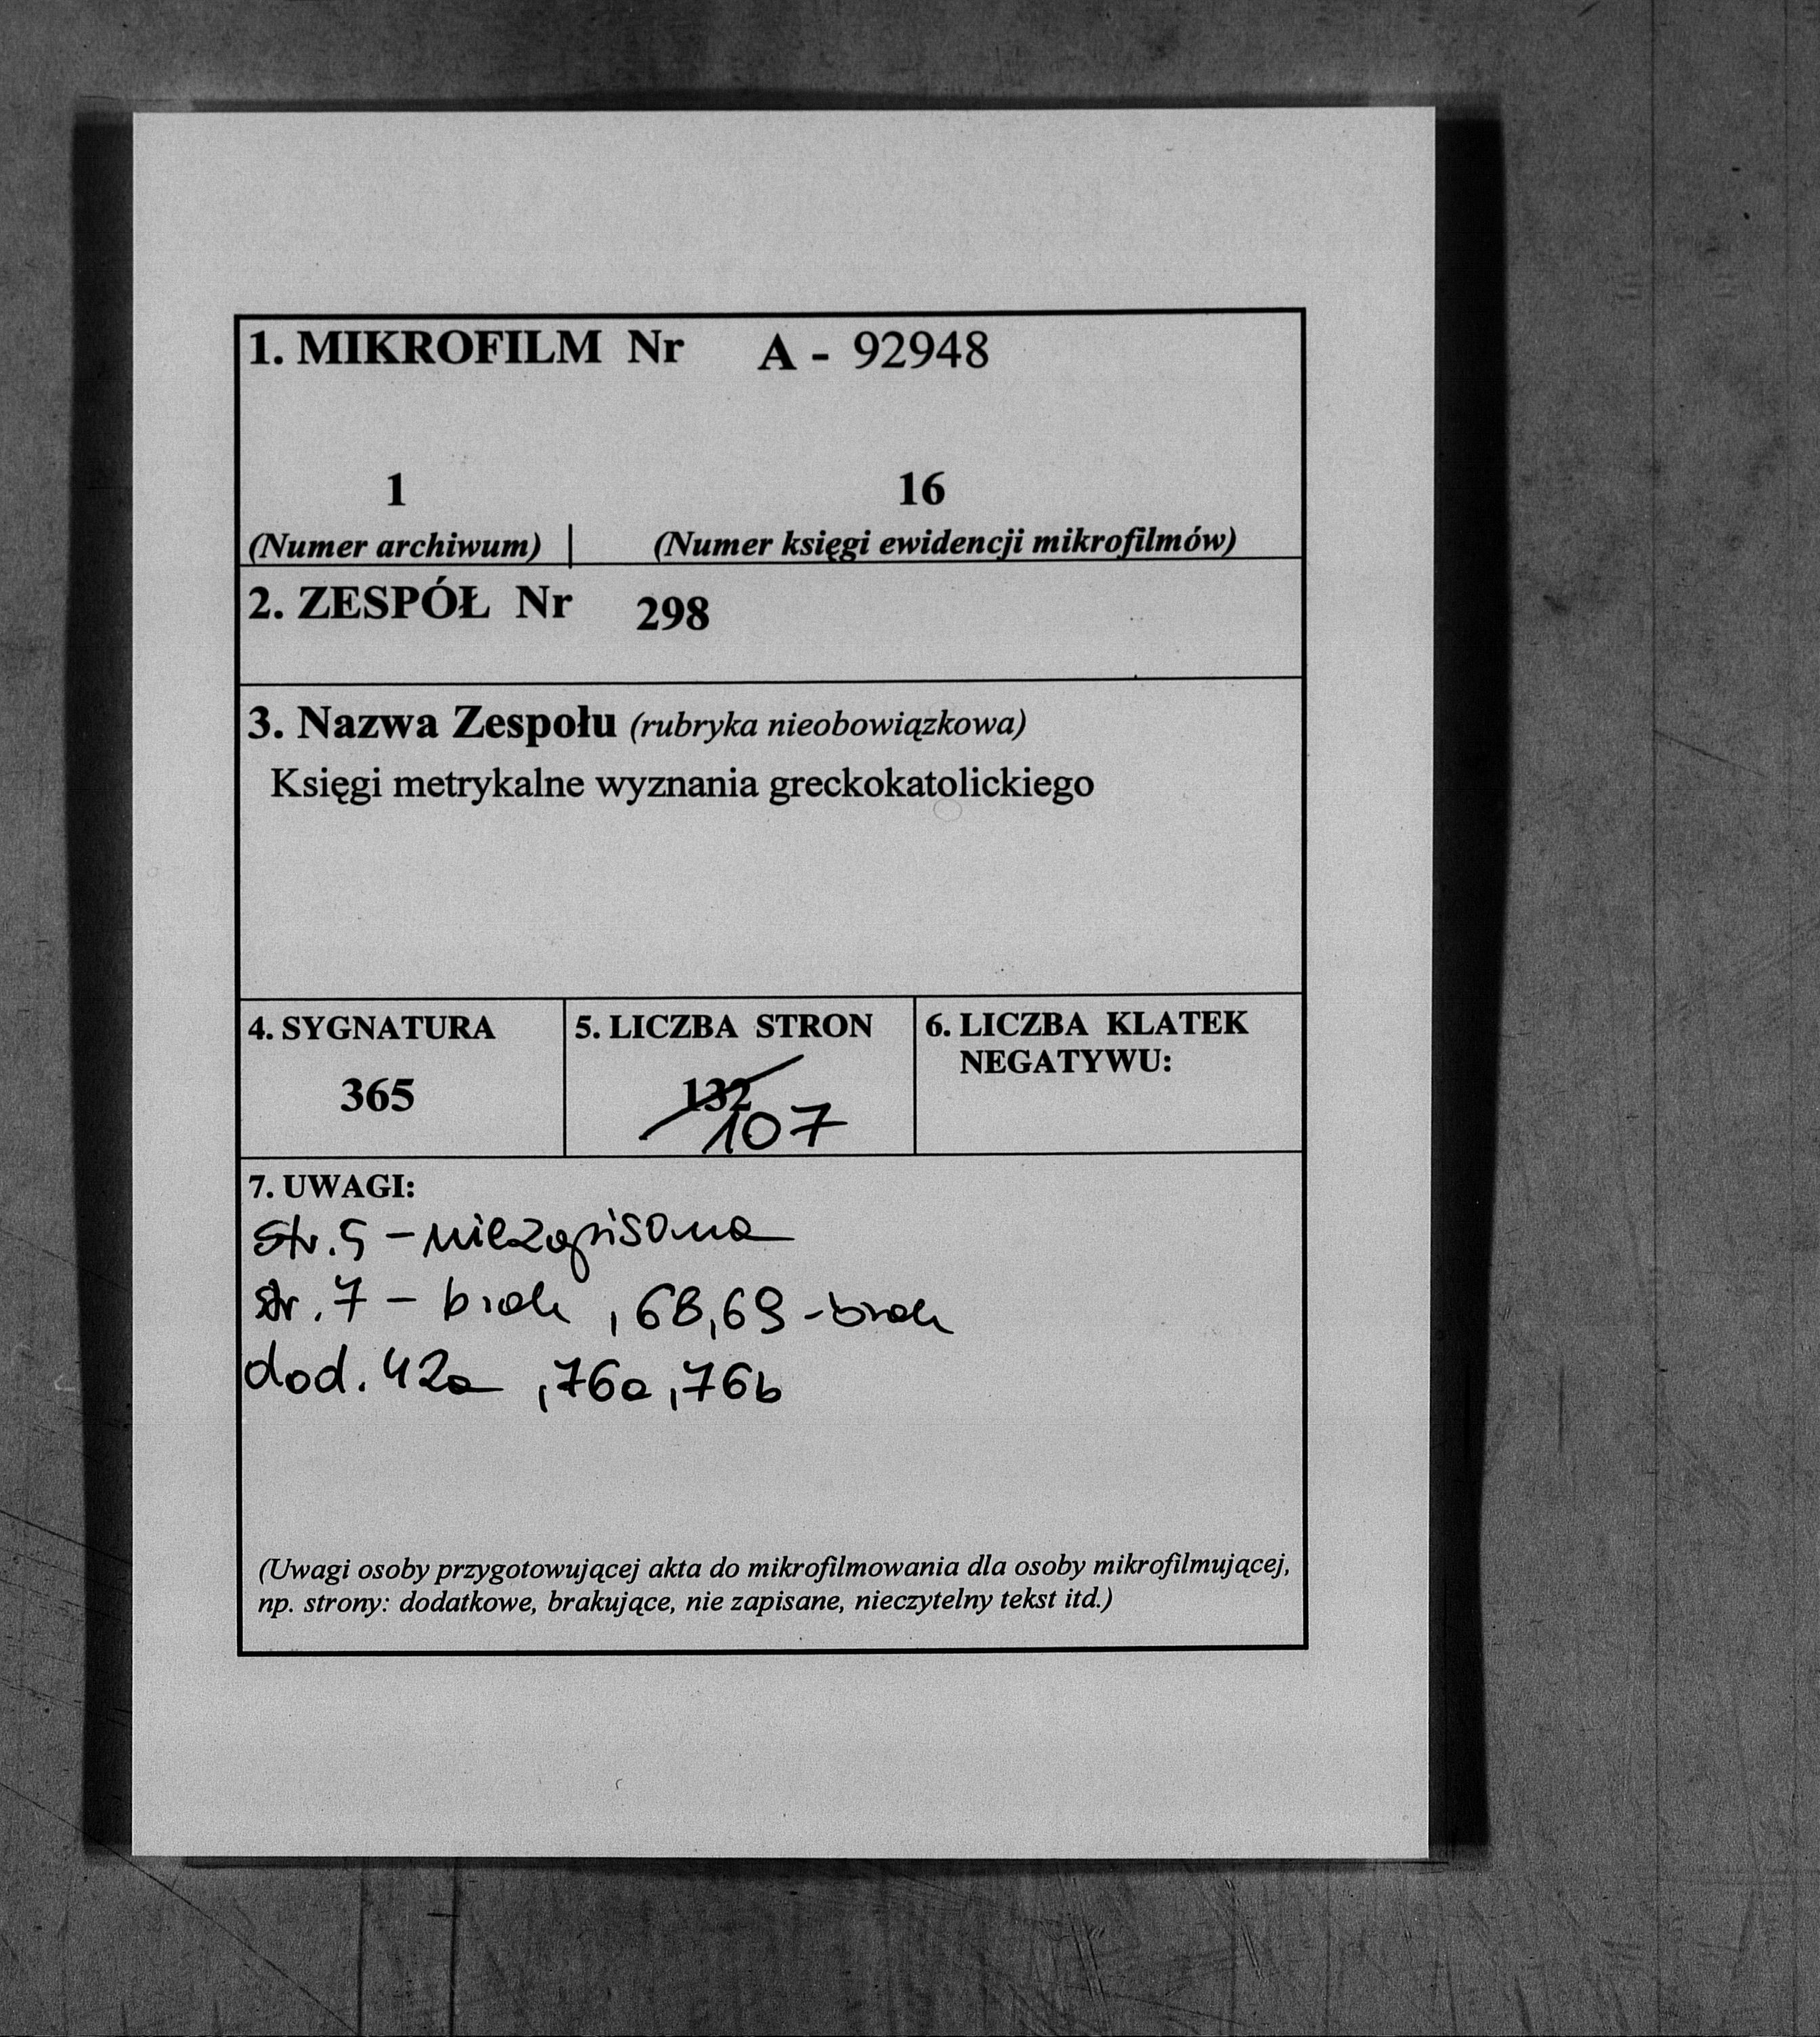 1. MIKROFILM Nr A - 92948
1 16
(Numer archiwum) | (Numer księgi ewidencji mikrofilmów)
2. ZESPÓŁ Nr 298
3. Nazwa Zespołu (rubryka nieobowiązkowa)
Księgi metrykalne wyznania greckokatolickiego
4. SYGNATURA
365
5. LICZBA STRON
132
107
6. LICZBA KLATEK
NEGATYWU:
7. UWAGI:
str. 5 - niezapisana
str. 7 - brak , 68, 69 - brak
dod. 42a , 76a , 76b
(Uwagi osoby przygotowującej akta do mikrofilmowania dla osoby mikrofilmującej,
np. strony: dodatkowe, brakujące, nie zapisane, nieczytelny tekst itd.)